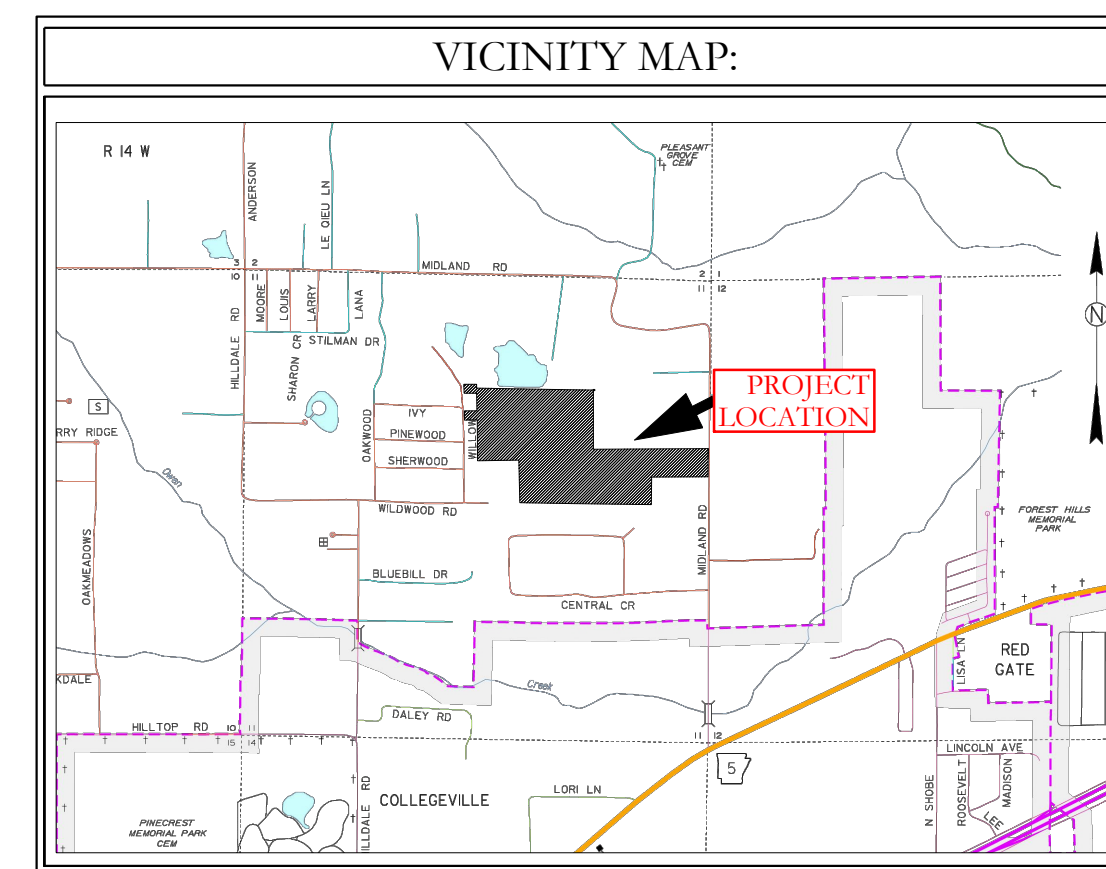 VICINITY MAP:
R 14 W
ANDERSON
LE QIEU LN
PLEASANT
GROVE
CEM
MIDLAND RD
3 2
10 11
2 1
11 12
HILLDALE RD
MOORE
LOUIS
LARRY
LANA
STILMAN DR
SHARON CR
N
PROJECT
LOCATION
S
RRY RIDGE
OAKWOOD
IVY
PINEWOOD
SHERWOOD
WILLOW
WILDWOOD RD
Owen
OAKMEADOWS
MIDLAND RD
FOREST HILLS
MEMORIAL
PARK
BLUEBILL DR
CENTRAL CR
LISA LN
RED
GATE
KDALE
Creek
DALEY RD
HILLTOP RD
10 11
15 14
11 12
5
LINCOLN AVE
N SHOBE
ROOSEVELT
MADISON
LEE
LORI LN
COLLEGEVILLE
ILLDALE RD
PINECREST
MEMORIAL PARK
CEM